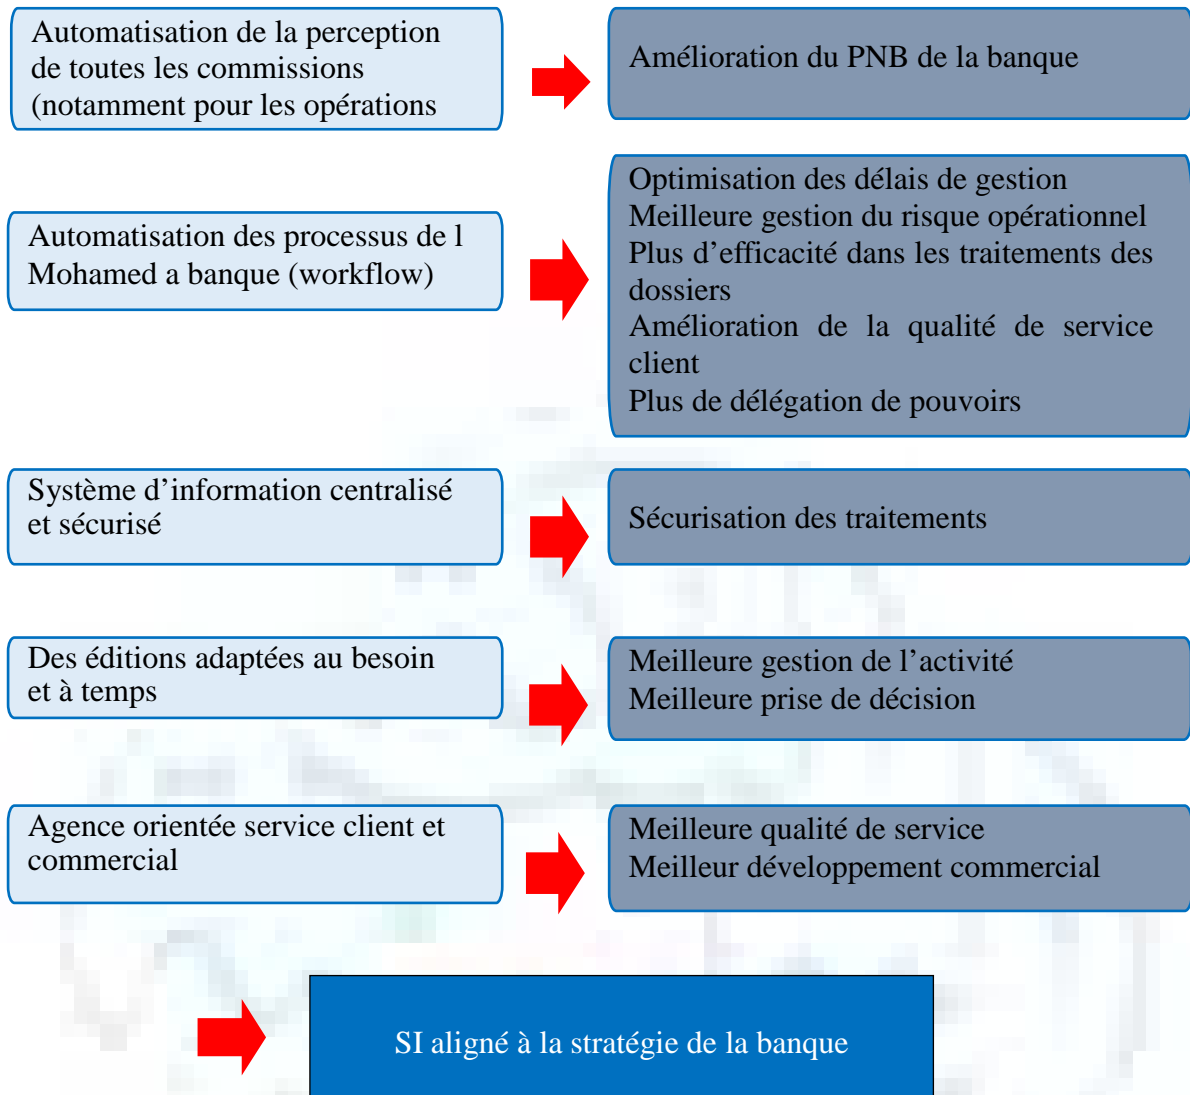 Automatisation de la perception
de toutes les commissions
(notamment pour les opérations
Amélioration du PNB de la banque
Automatisation des processus de l
Mohamed a banque (workflow)
Optimisation des délais de gestion
Meilleure gestion du risque opérationnel
Plus d’efficacité dans les traitements des
dossiers
Amélioration de la qualité de service
client
Plus de délégation de pouvoirs
Système d’information centralisé
et sécurisé
Sécurisation des traitements
Des éditions adaptées au besoin
et à temps
Meilleure gestion de l’activité
Meilleure prise de décision
Agence orientée service client et
commercial
Meilleure qualité de service
Meilleur développement commercial
SI aligné à la stratégie de la banque